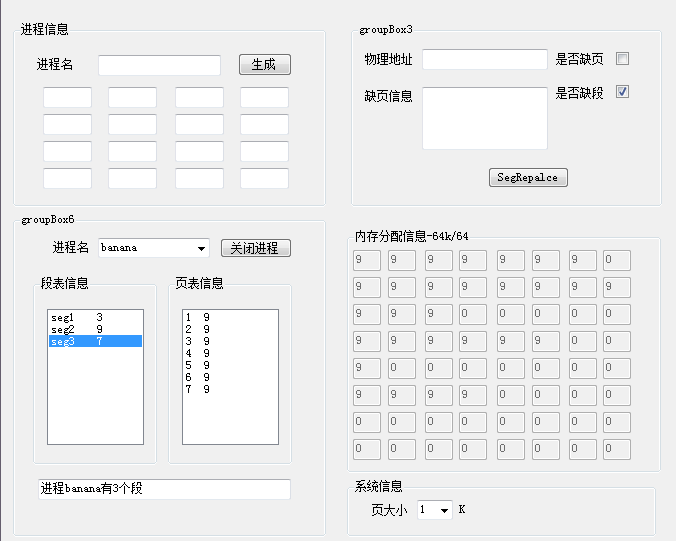 进程信息
进程名 生成
groupBox3
物理地址 是否缺页
缺页信息 是否缺段
SegRepalce
groupBox6
进程名 banana 关闭进程
段表信息
seg1 3
seg2 9
seg3 7
页表信息
1 9
2 9
3 9
4 9
5 9
6 9
7 9
进程banana有3个段
内存分配信息-64k/64
9 9 9 9 9 9 9 0
9 9 9 9 9 9 9 9
9 9 9 0 0 0 0 0
9 9 9 9 9 9 9 0
9 0 0 0 0 0 0 0
9 9 9 0 0 0 0 0
0 0 0 0 0 0 0 0
0 0 0 0 0 0 0 0
系统信息
页大小 1 K